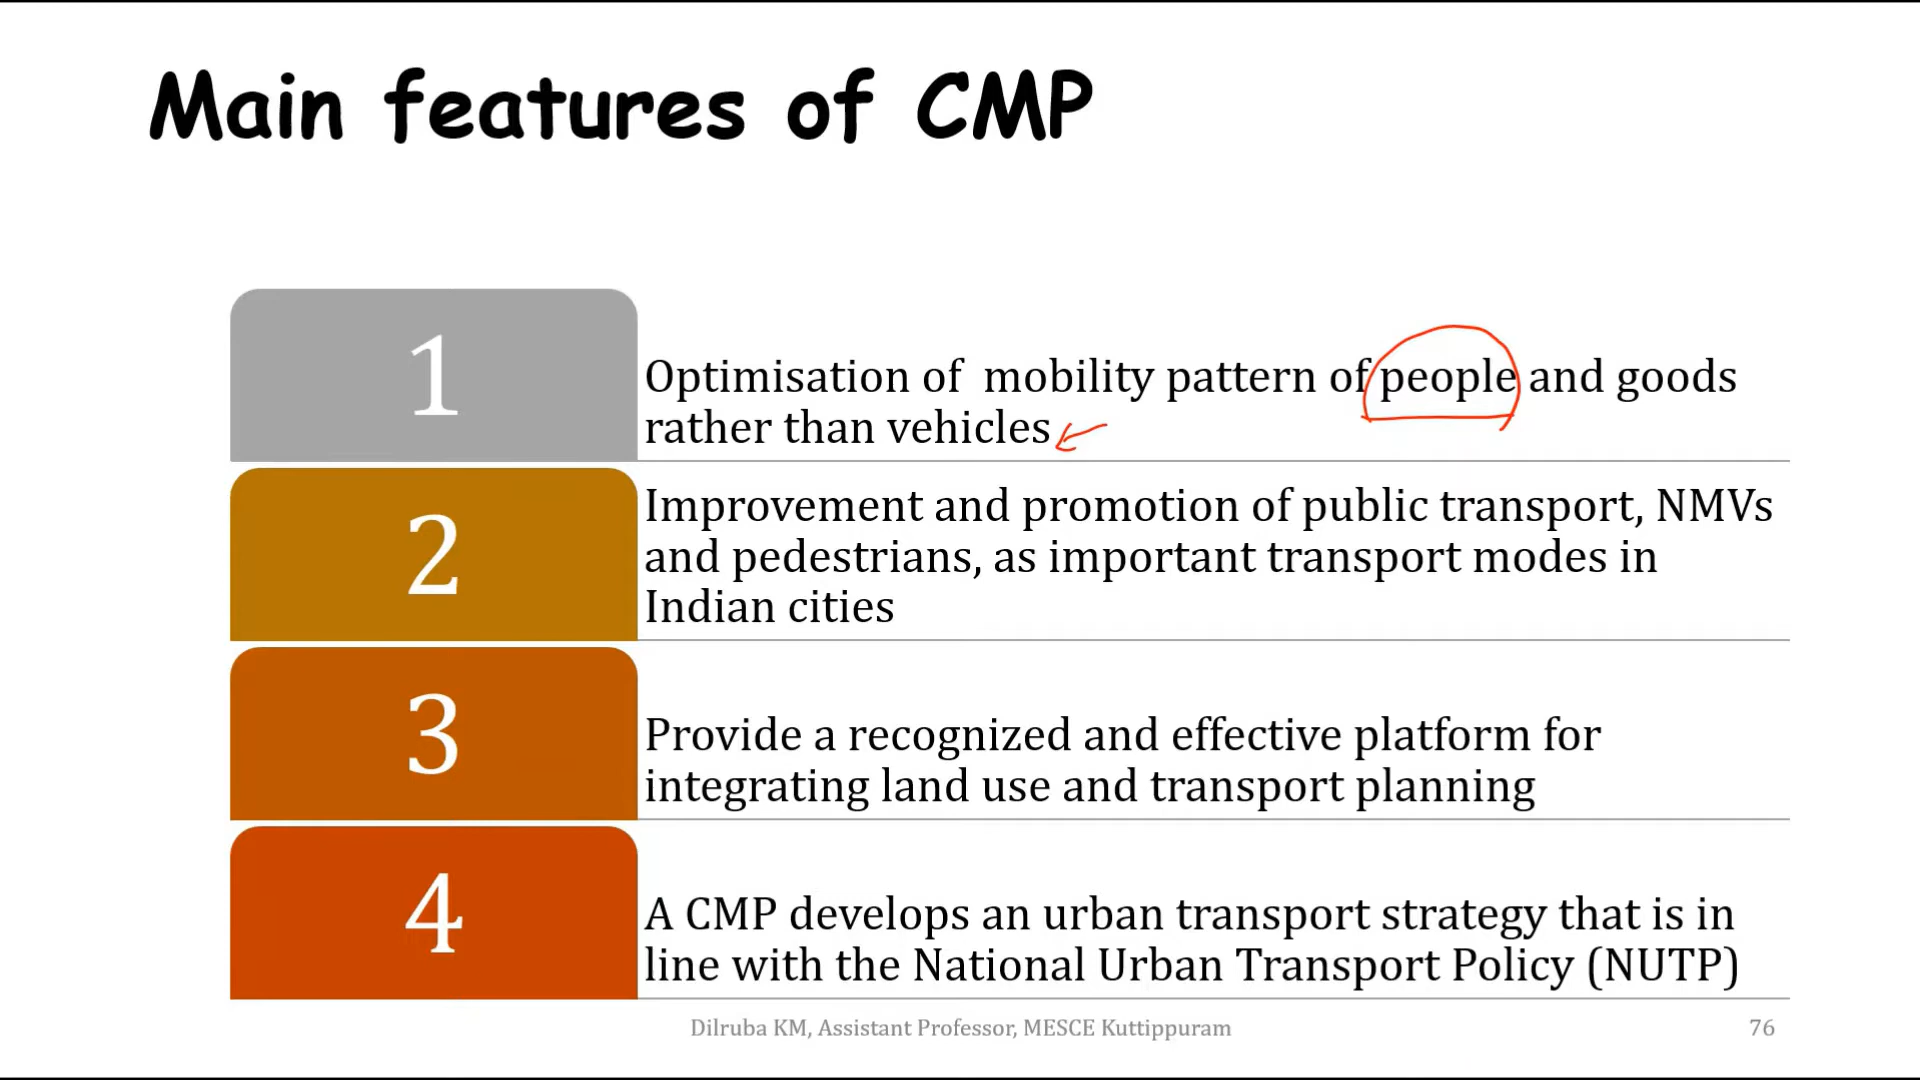 Main features of CMP
1
Optimisation of mobility pattern of people and goods
rather than vehicles
2
Improvement and promotion of public transport, NMVs
and pedestrians, as important transport modes in
Indian cities
3
Provide a recognized and effective platform for
integrating land use and transport planning
4
A CMP develops an urban transport strategy that is in
line with the National Urban Transport Policy (NUTP)
Dilruba KM, Assistant Professor, MESCE Kuttippuram
76